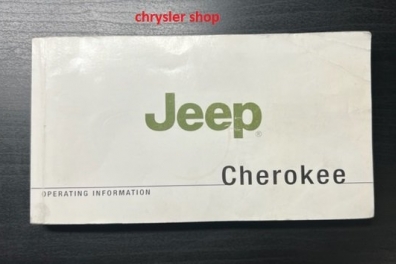 chrysler shop
Jeep®
Cherokee
OPERATING INFORMATION